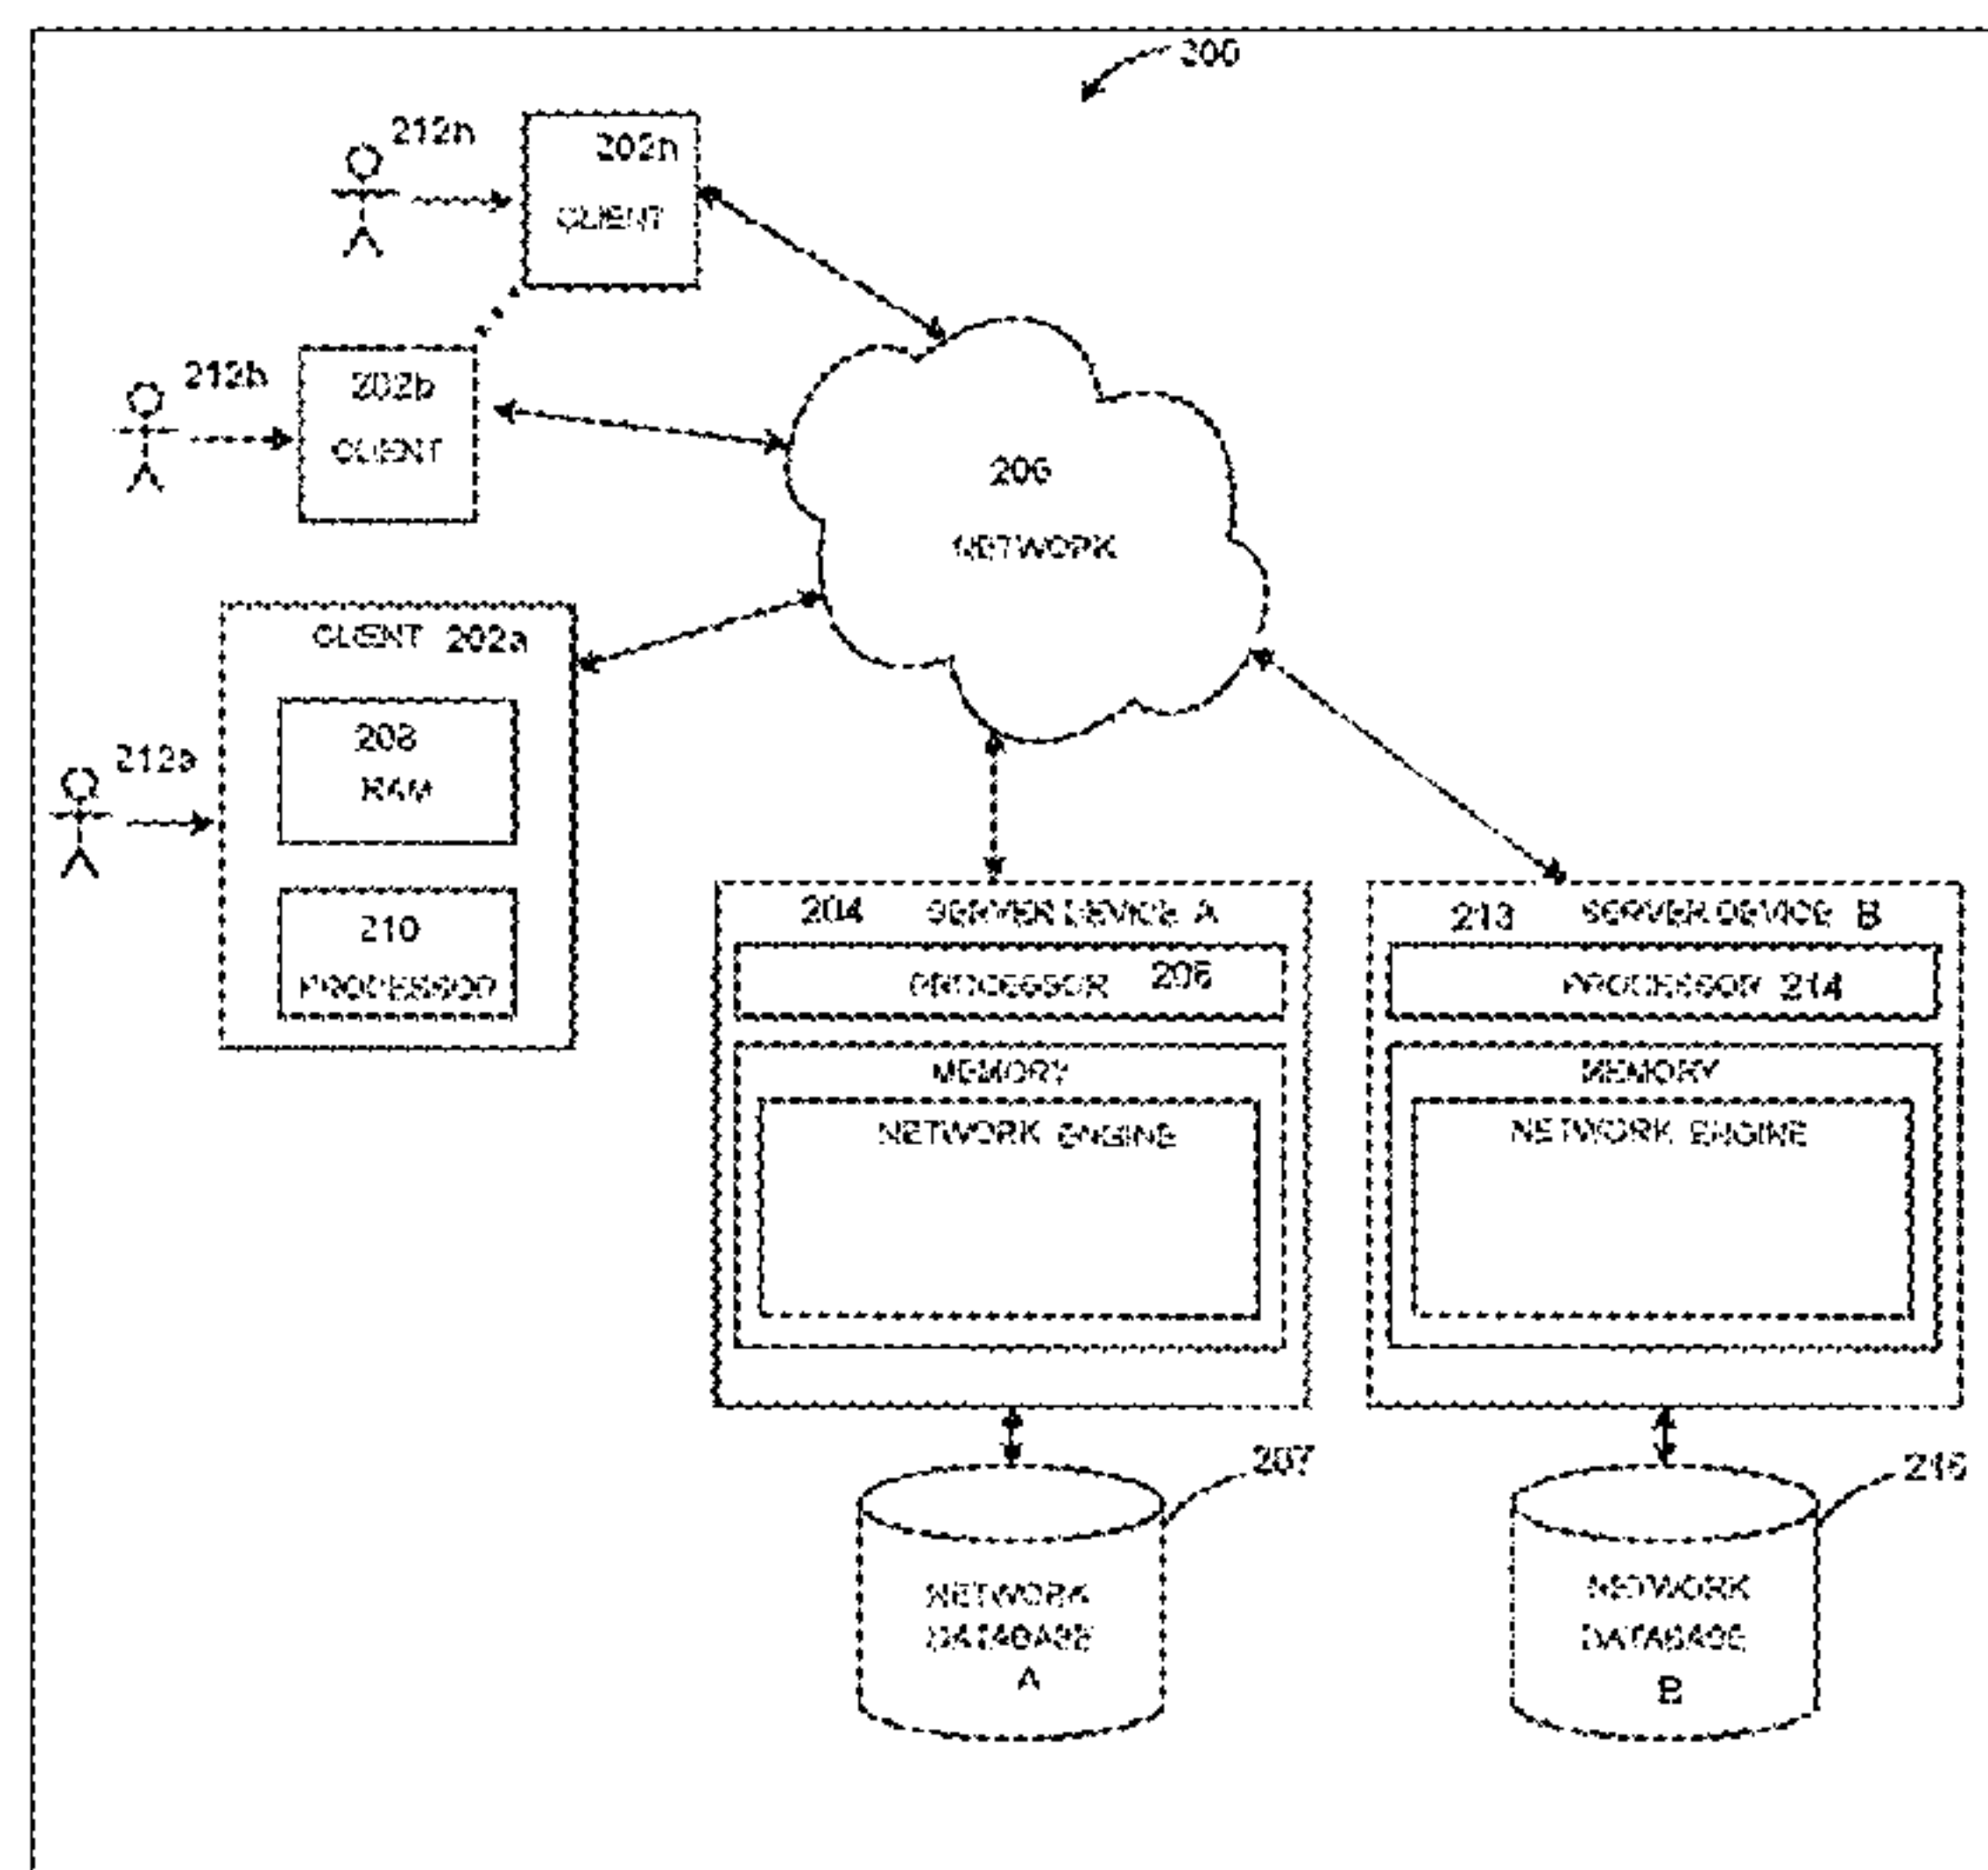 200
212n
202n
CLIENT
212b
202b
CLIENT
206
NETWORK
CLIENT 202a
208
RAM
212a
210
PROCESSOR
204 SERVER DEVICE A
PROCESSOR
MEMORY
NETWORK ENGINE
213 SERVER DEVICE B
PROCESSOR 214
MEMORY
NETWORK ENGINE
207
NETWORK
DATABASE
A
NETWORK
DATABASE
B